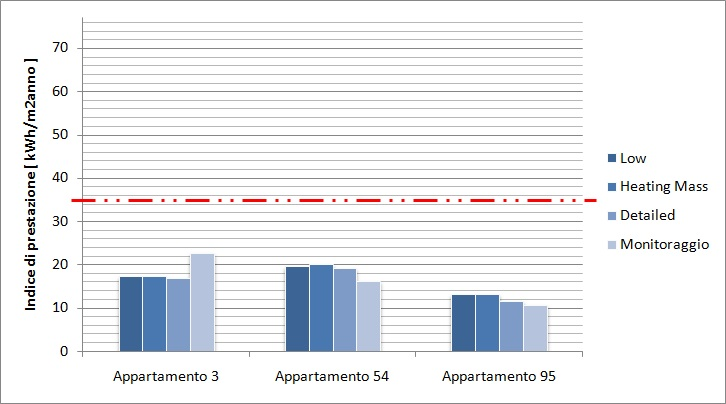 Indice di prestazione [ kWh/m2anno ]
70
60
50
40
30
20
10
0
Appartamento 3
Appartamento 54
Appartamento 95
Low
Heating Mass
Detailed
Monitoraggio